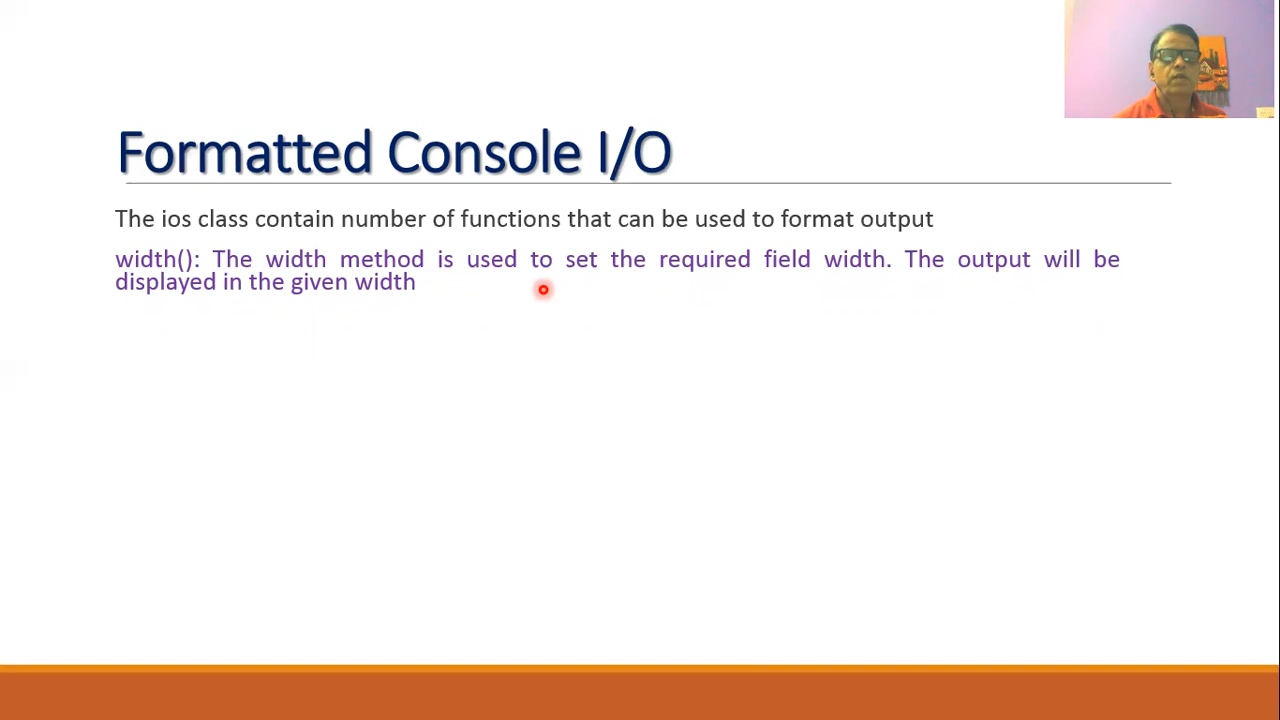 Formatted Console I/O
The ios class contain number of functions that can be used to format output
width(): The width method is used to set the required field width. The output will be
displayed in the given width